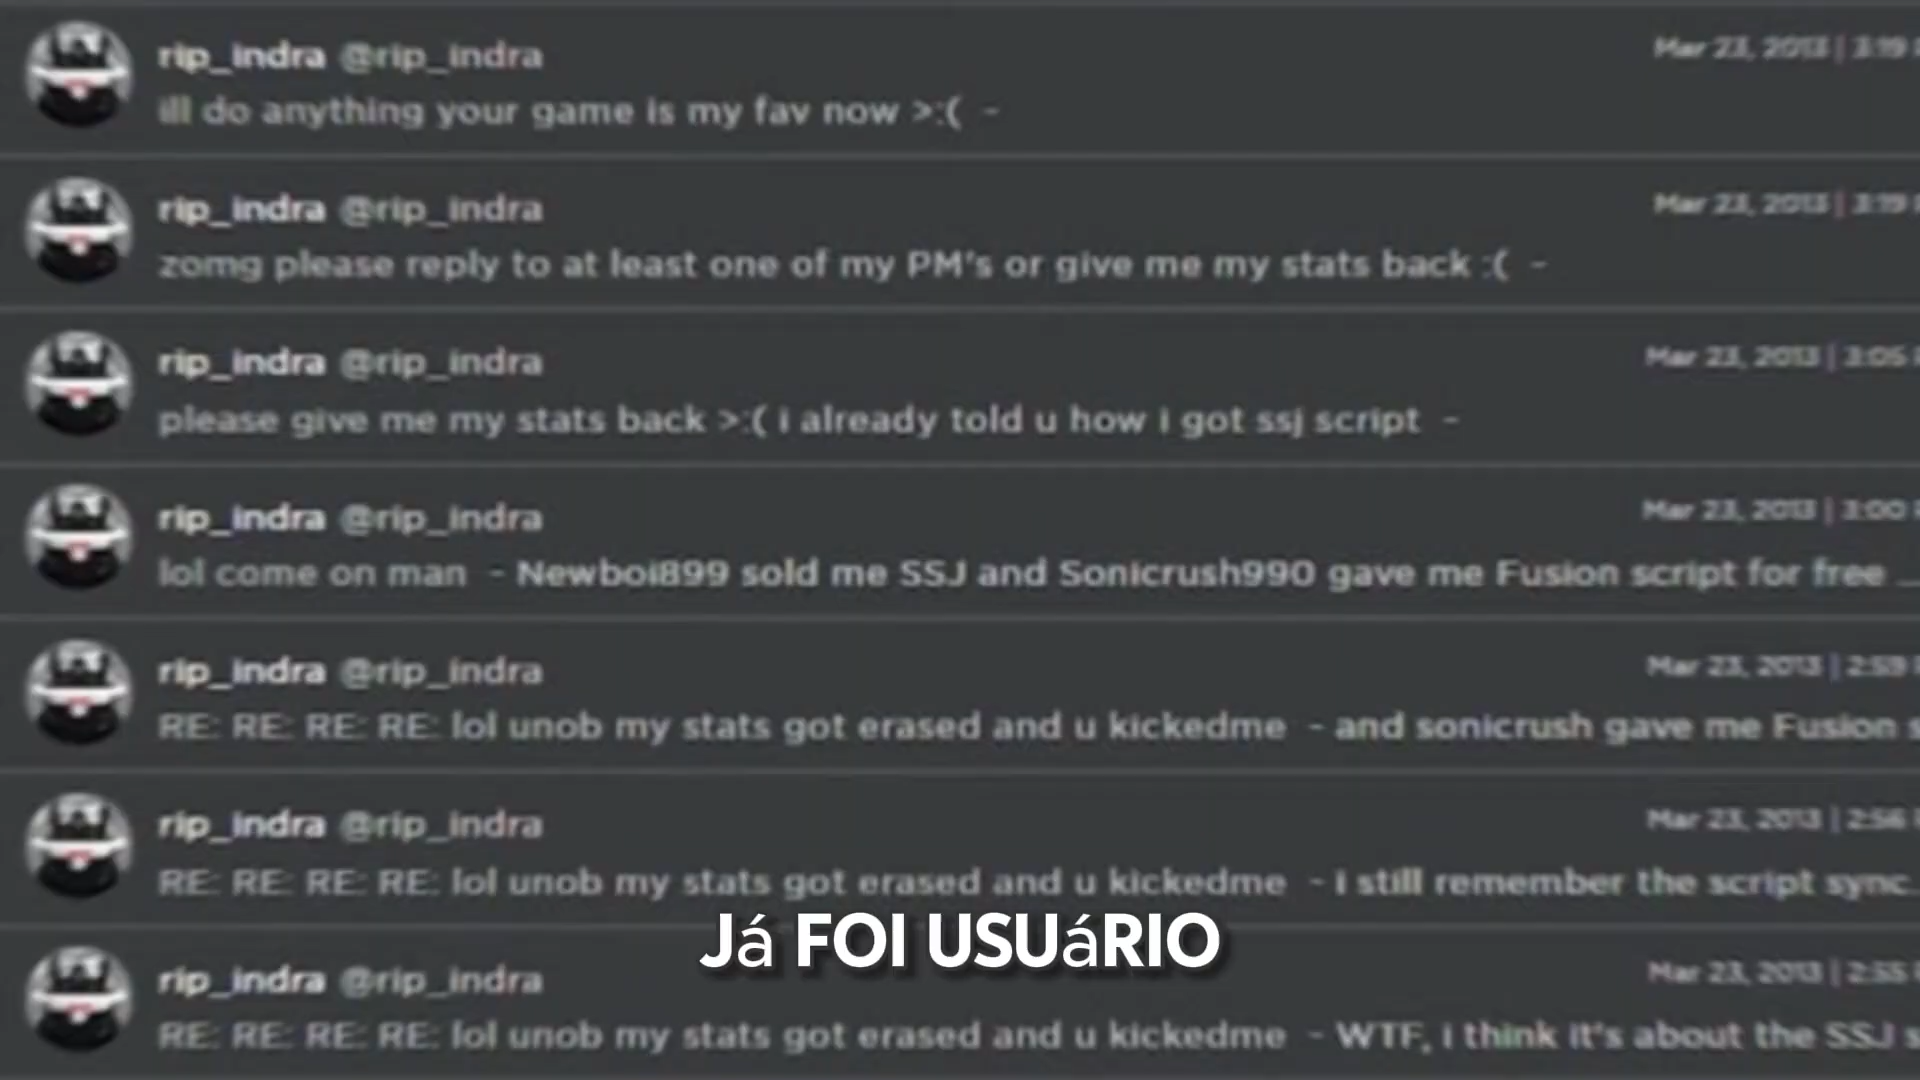 rip_indra @rip_indra Mar 23, 2013 | 3:19
ill do anything your game is my fav now >:( -
rip_indra @rip_indra Mar 23, 2013 | 3:19
zomg please reply to at least one of my PM's or give me my stats back :( -
rip_indra @rip_indra Mar 23, 2013 | 3:05
please give me my stats back >:( i already told u how i got ssj script -
rip_indra @rip_indra Mar 23, 2013 | 3:00
lol come on man - Newboi899 sold me SSJ and Sonicrush990 gave me Fusion script for free ...
rip_indra @rip_indra Mar 23, 2013 | 2:59
RE: RE: RE: RE: lol unob my stats got erased and u kickedme - and sonicrush gave me Fusion s
rip_indra @rip_indra Mar 23, 2013 | 2:56
RE: RE: RE: RE: lol unob my stats got erased and u kickedme - i still remember the script sync...
Já FOI USUáRIO
rip_indra @rip_indra Mar 23, 2013 | 2:55
RE: RE: RE: RE: lol unob my stats got erased and u kickedme - WTF, i think it's about the SSJ s